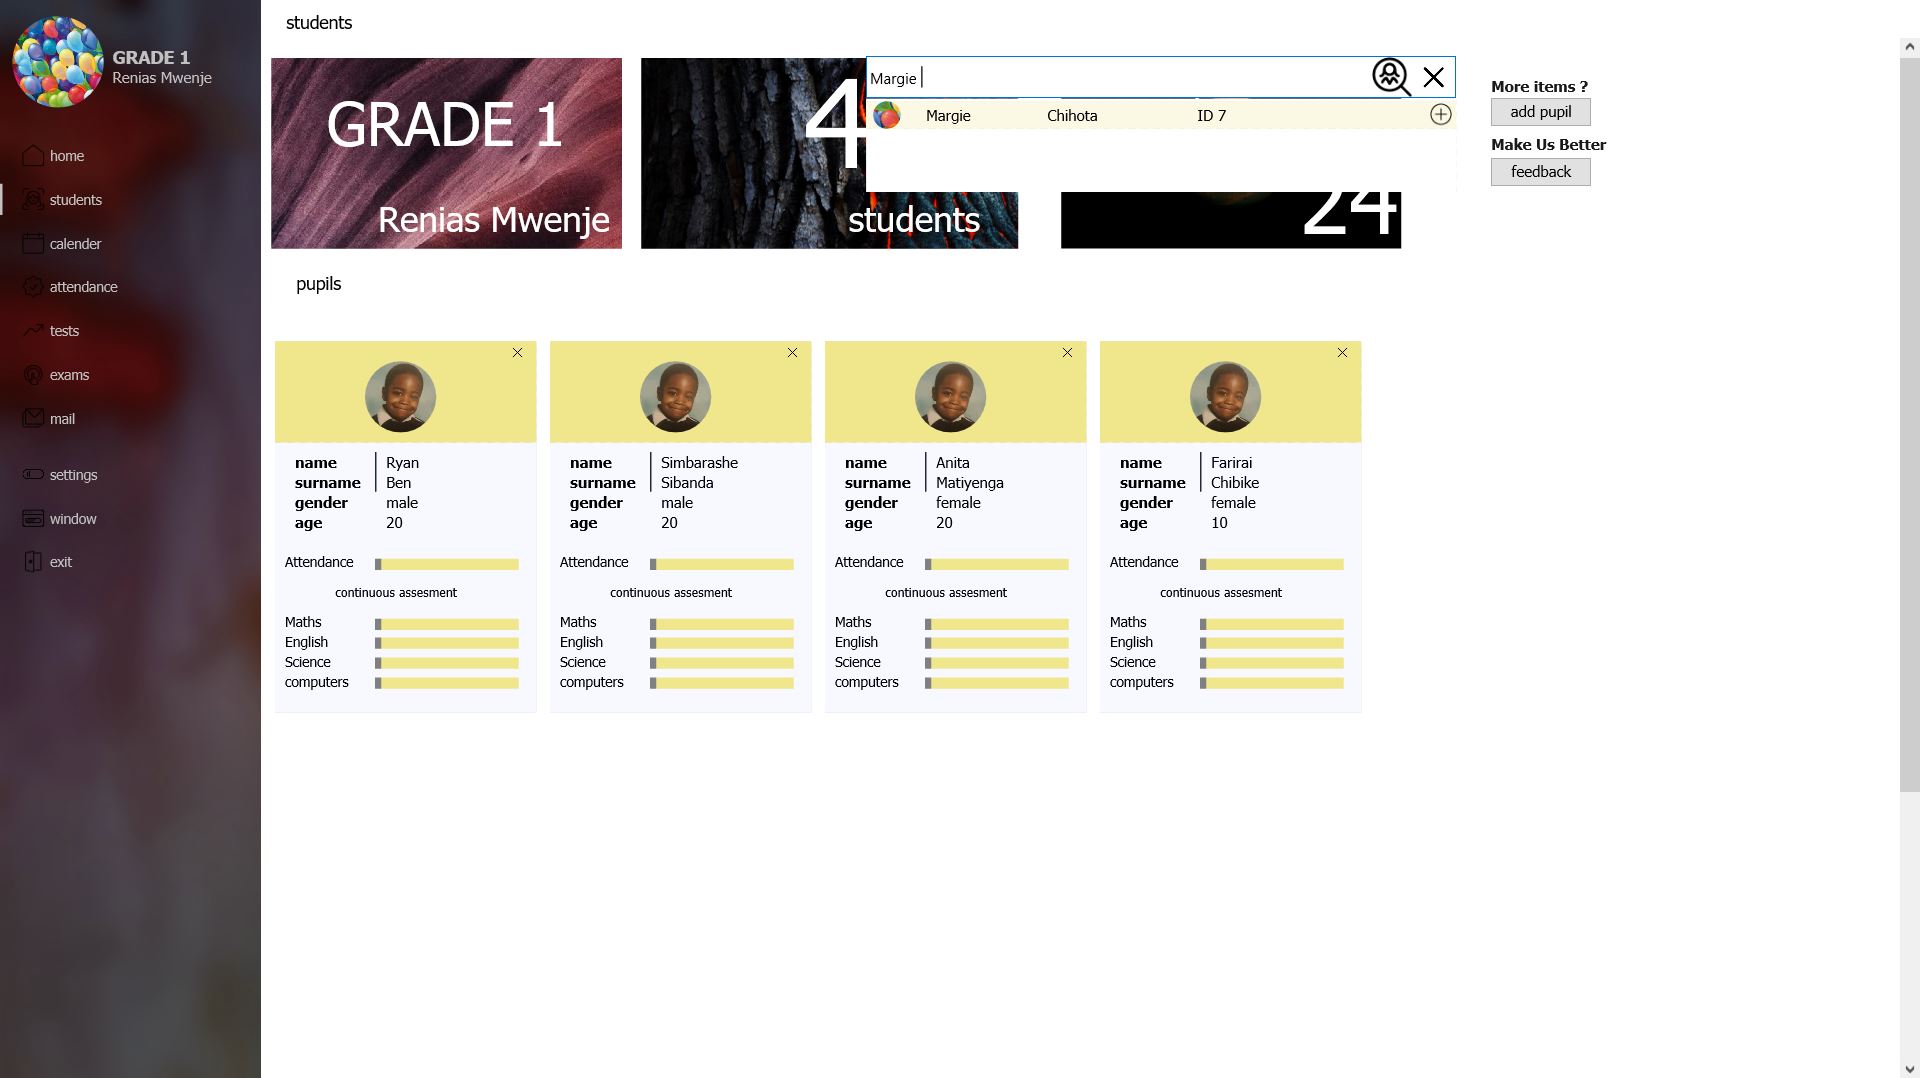 GRADE 1
Renias Mwenje
home
students
calender
attendance
tests
exams
mail
settings
window
exit
students
GRADE 1
Renias Mwenje
4
students
24
Margie
Margie Chihota ID 7
More items ?
add pupil
Make Us Better
feedback
pupils
name Ryan
surname Ben
gender male
age 20
Attendance
continuous assesment
Maths
English
Science
computers
name Simbarashe
surname Sibanda
gender male
age 20
Attendance
continuous assesment
Maths
English
Science
computers
name Anita
surname Matiyenga
gender female
age 20
Attendance
continuous assesment
Maths
English
Science
computers
name Farirai
surname Chibike
gender female
age 10
Attendance
continuous assesment
Maths
English
Science
computers